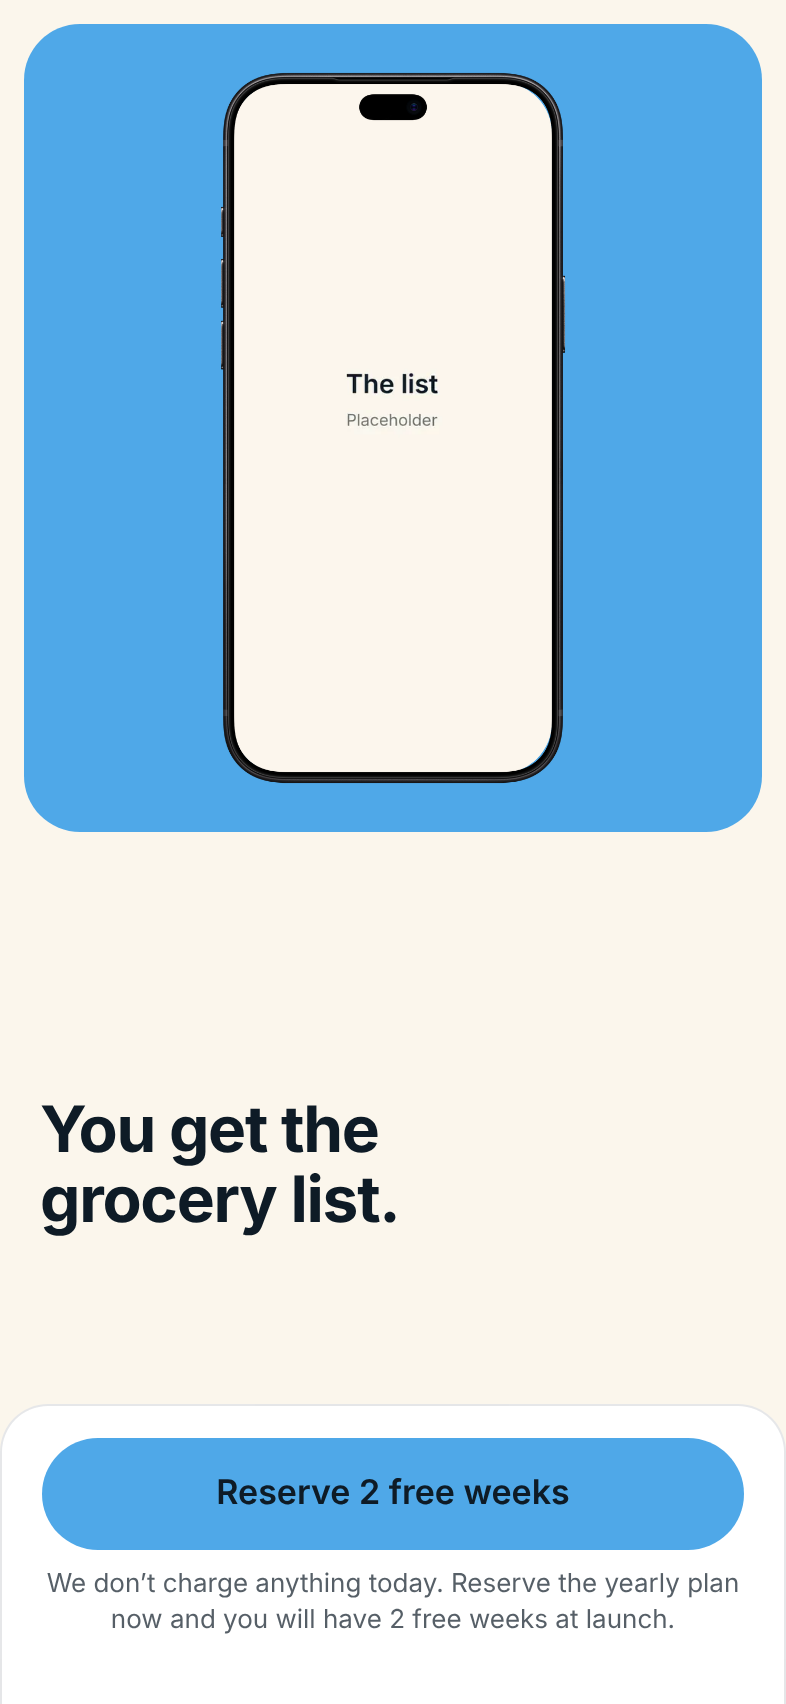 The list
Placeholder
You get the
grocery list.
Reserve 2 free weeks
We don’t charge anything today. Reserve the yearly plan
now and you will have 2 free weeks at launch.